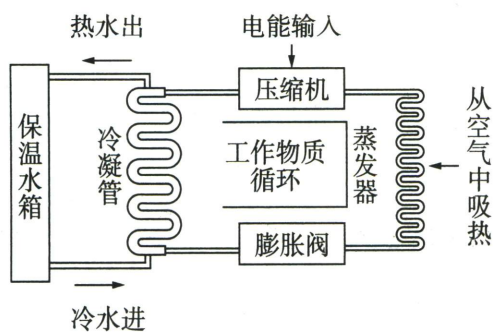 热水出
电能输入
压缩机
保温水箱
冷凝管
工作物质
循环
蒸发器
从空气中吸热
膨胀阀
冷水进